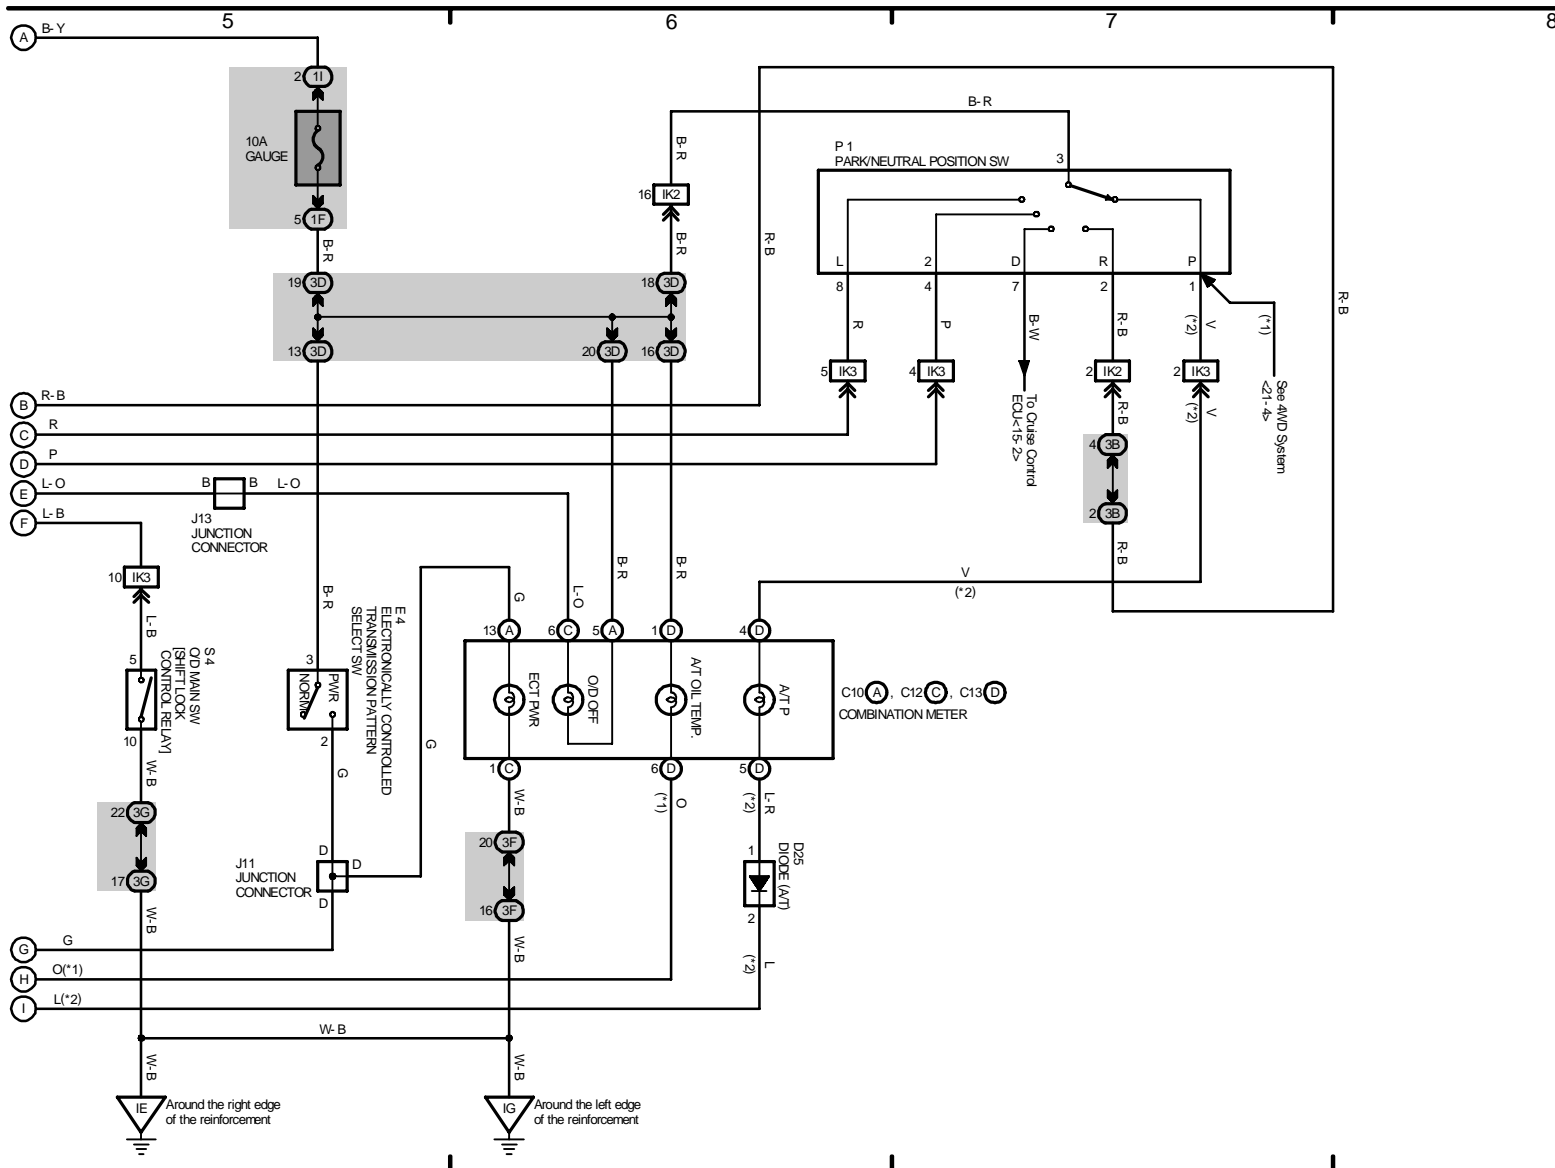 5
6
7
8
A
B-Y
2
1I
10A
GAUGE
5
1F
B-R
B-R
B-R
16
IK2
B-R
R-B
P 1
PARK/NEUTRAL POSITION SW
3
L
2
D
R
P
8
4
7
2
1
R-B
19
3D
18
3D
13
3D
20
3D
16
3D
R
P
B-W
R-B
(*2)
V
(*1)
5
IK3
4
IK3
2
IK2
2
IK3
To Cruise Control
ECU<15-2>
R-B
(*2)
V
See 4WD System
<21-4>
B
R-B
C
R
D
P
4
3B
2
3B
R-B
E
L-O
B
B
L-O
J13
JUNCTION
CONNECTOR
F
L-B
10
IK3
L-B
B-R
G
L-O
B-R
B-R
V
(*2)
E 4
ELECTRONICALLY CONTROLLED
TRANSMISSION PATTERN
SELECT SW
S 4
O/D MAIN SW
[SHIFT LOCK
CONTROL RELAY]
5
10
3
PWR
NORM
2
13
A
6
C
5
A
1
D
4
D
ECT PWR
O/D OFF
A/T OIL TEMP.
A/T P
C10
A
, C12
C
, C13
D
COMBINATION METER
W-B
G
G
1
C
6
D
5
D
W-B
(*1)
O
(*2)
L-R
22
3G
17
3G
20
3F
16
3F
D
D
D
J11
JUNCTION
CONNECTOR
1
D25
DIODE (A/T)
2
W-B
W-B
(*2)
L
G
G
H
O(*1)
I
L(*2)
W-B
W-B
W-B
IE
Around the right edge
of the reinforcement
IG
Around the left edge
of the reinforcement